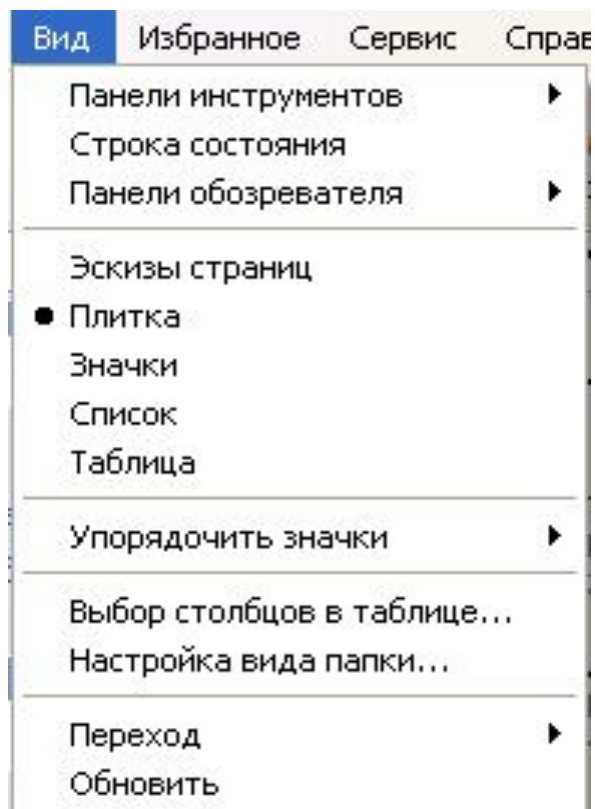 Вид Избранное Сервис Справ
Панели инструментов
Строка состояния
Панели обозревателя
Эскизы страниц
Плитка
Значки
Список
Таблица
Упорядочить значки
Выбор столбцов в таблице...
Настройка вида папки...
Переход
Обновить